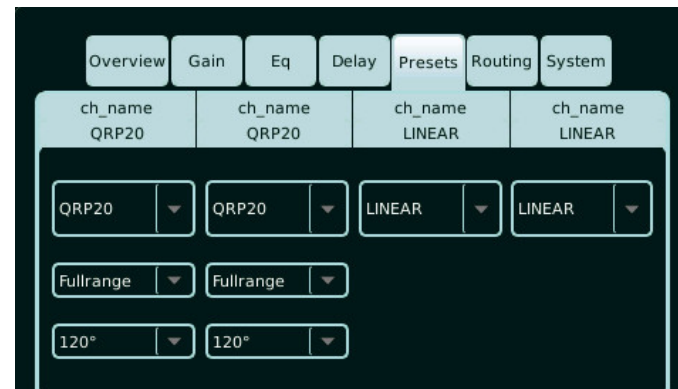 Overview Gain Eq Delay Presets Routing System
ch_name ch_name ch_name ch_name
QRP20 QRP20 LINEAR LINEAR
QRP20 QRP20 LINEAR LINEAR
Fullrange Fullrange
120° 120°